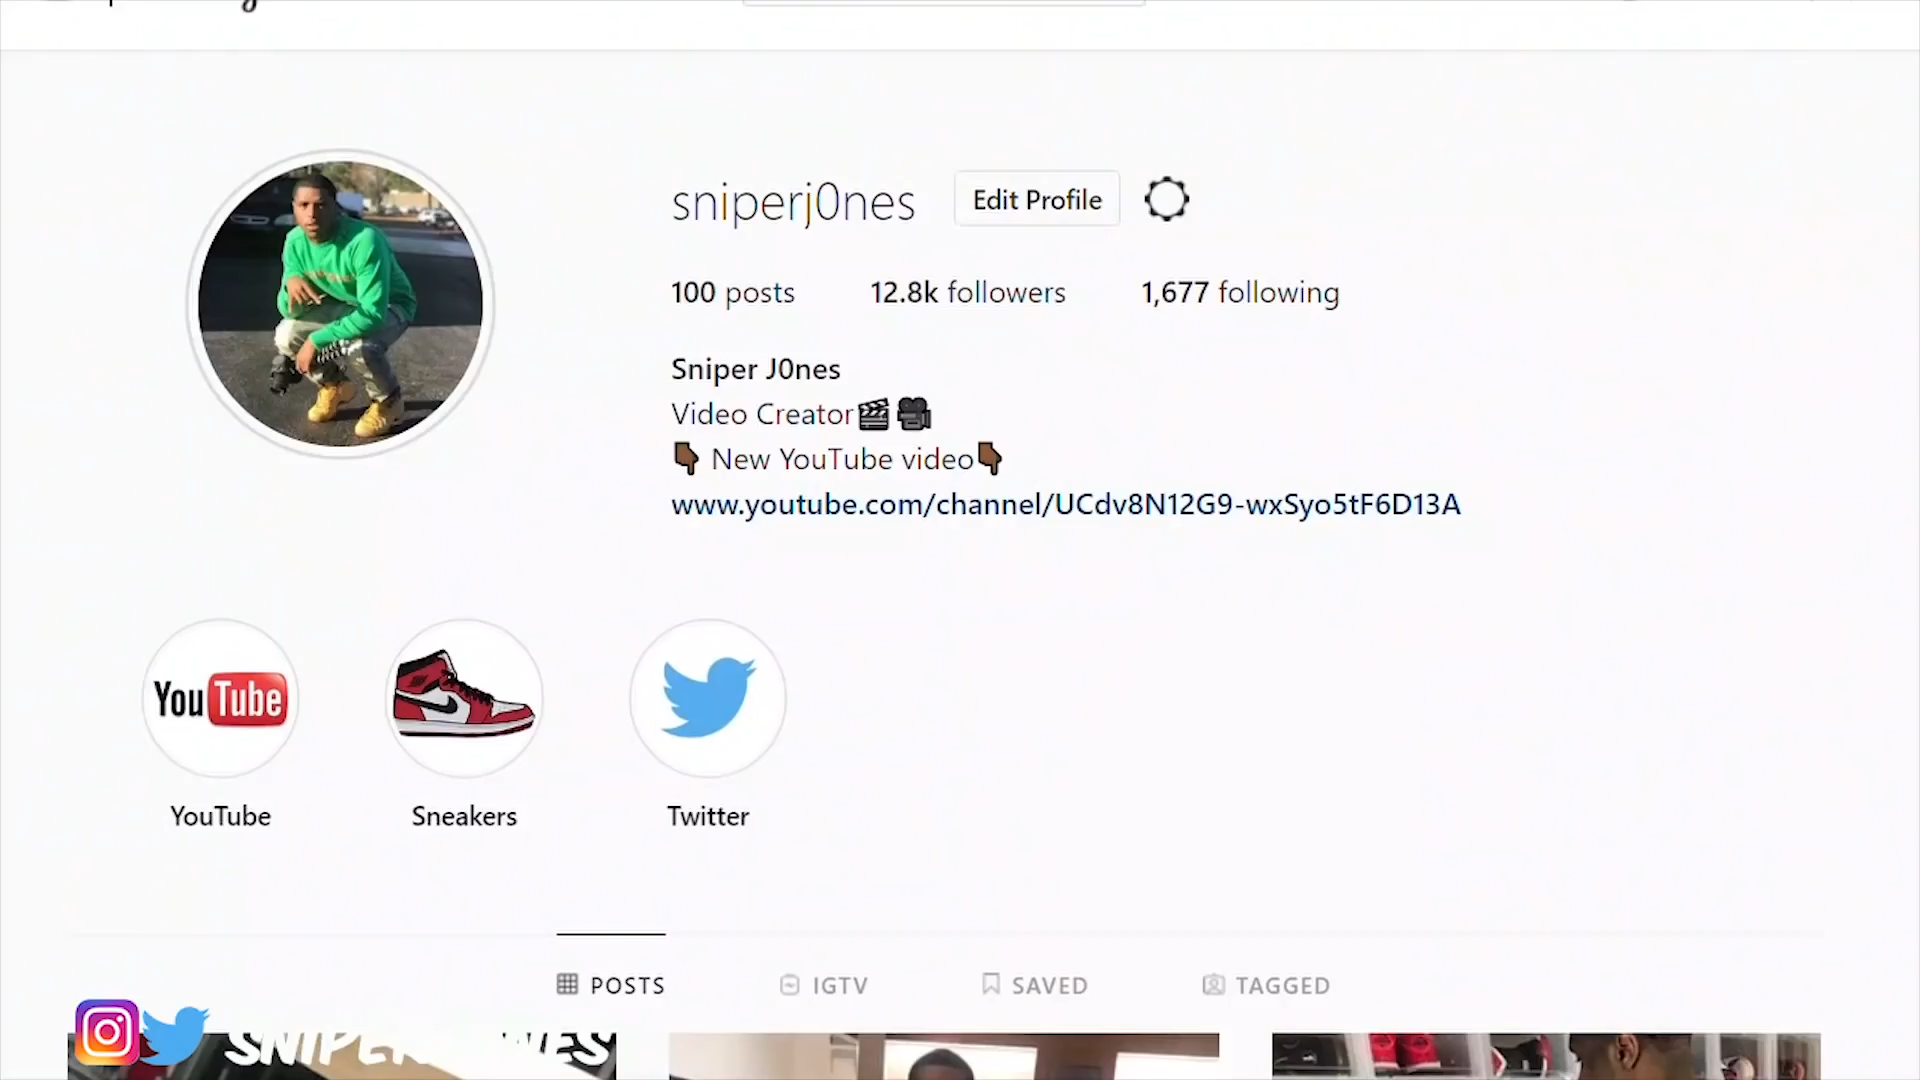 sniperj0nes Edit Profile
100 posts 12.8k followers 1,677 following
Sniper J0nes
Video Creator🎬🎥
👇🏾 New YouTube video👇🏾
www.youtube.com/channel/UCdv8N12G9-wxSyo5tF6D13A
YouTube
YouTube Sneakers Twitter
POSTS IGTV SAVED TAGGED